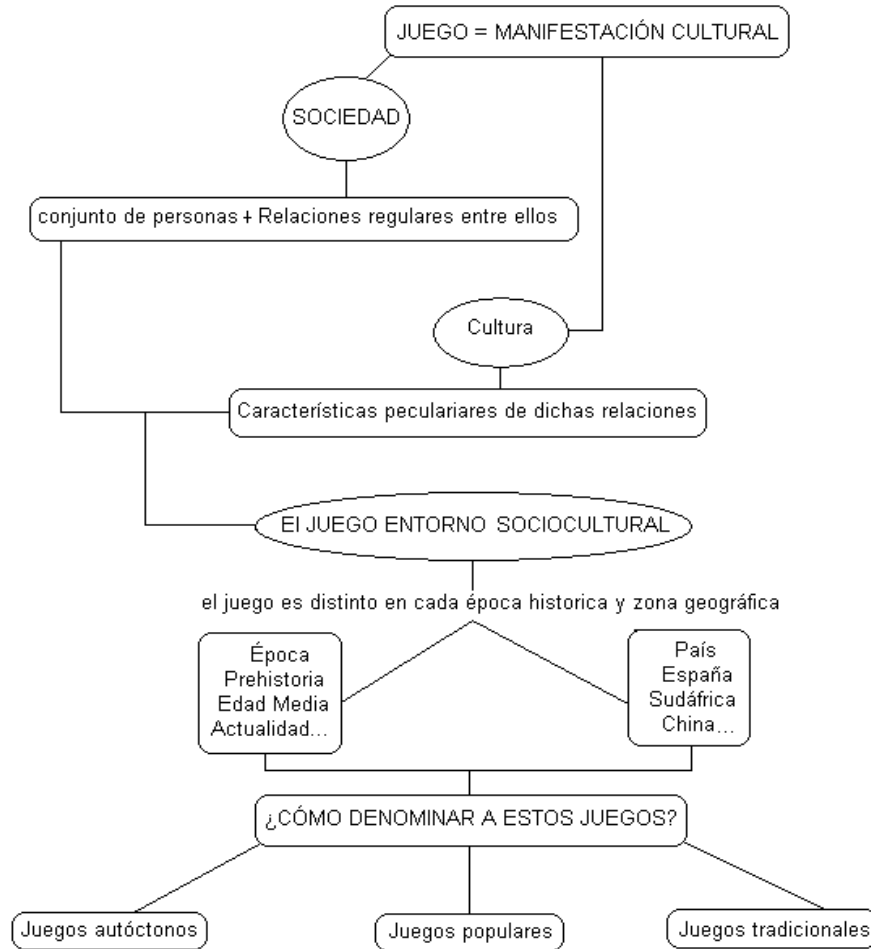 JUEGO = MANIFESTACIÓN CULTURAL
SOCIEDAD
conjunto de personas + Relaciones regulares entre ellos
Cultura
Características peculariares de dichas relaciones
El JUEGO ENTORNO SOCIOCULTURAL
el juego es distinto en cada época historica y zona geográfica
Época
Prehistoria
Edad Media
Actualidad...
País
España
Sudáfrica
China...
¿CÓMO DENOMINAR A ESTOS JUEGOS?
Juegos autóctonos
Juegos populares
Juegos tradicionales